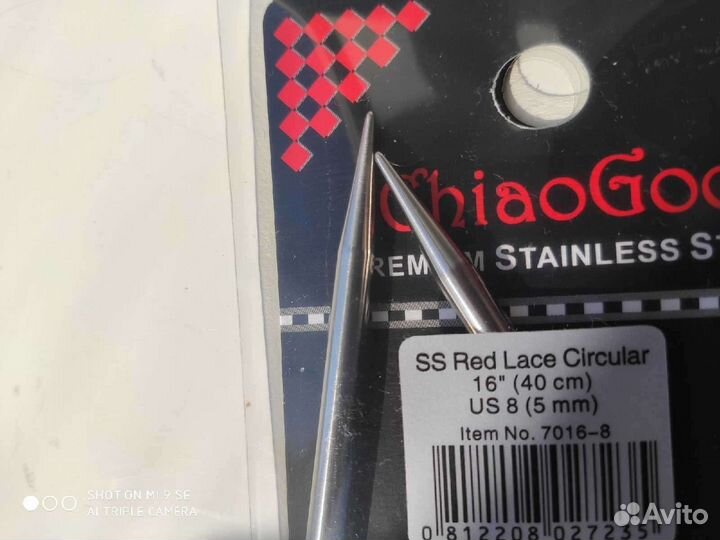 ChiaoGoo
STAINLESS
SS Red Lace Circular
16" (40 cm)
US 8 (5 mm)
Item No. 7016-8
0 812208 027235
SHOT ON MI 9 SE
AI TRIPLE CAMERA
Avito